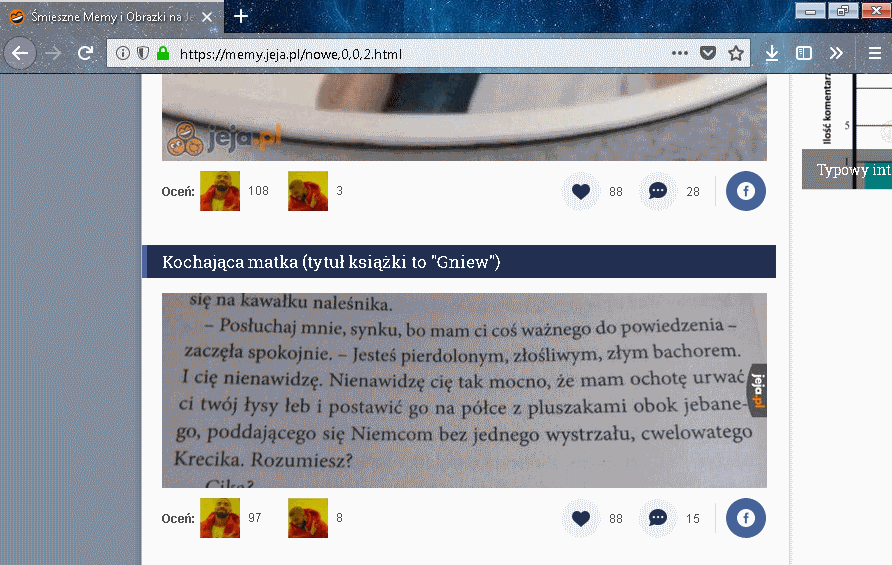 Śmieszne Memy i Obrazki na Je
https://memy.jeja.pl/nowe,0,0,2.html
jeja.pl
Ilość komentarz
5
1
Typowy int
Oceń: 108 3 88 28
Kochająca matka (tytuł książki to "Gniew")
się na kawałku naleśnika.
– Posłuchaj mnie, synku, bo mam ci coś ważnego do powiedzenia –
zaczęła spokojnie. – Jesteś pierdolonym, złośliwym, złym bachorem.
I cię nienawidzę. Nienawidzę cię tak mocno, że mam ochotę urwać
ci twój łysy łeb i postawić go na półce z pluszakami obok jebane-
go, poddającego się Niemcom bez jednego wystrzału, cwelowatego
Krecika. Rozumiesz?
jeja.pl
Oceń: 97 8 88 15